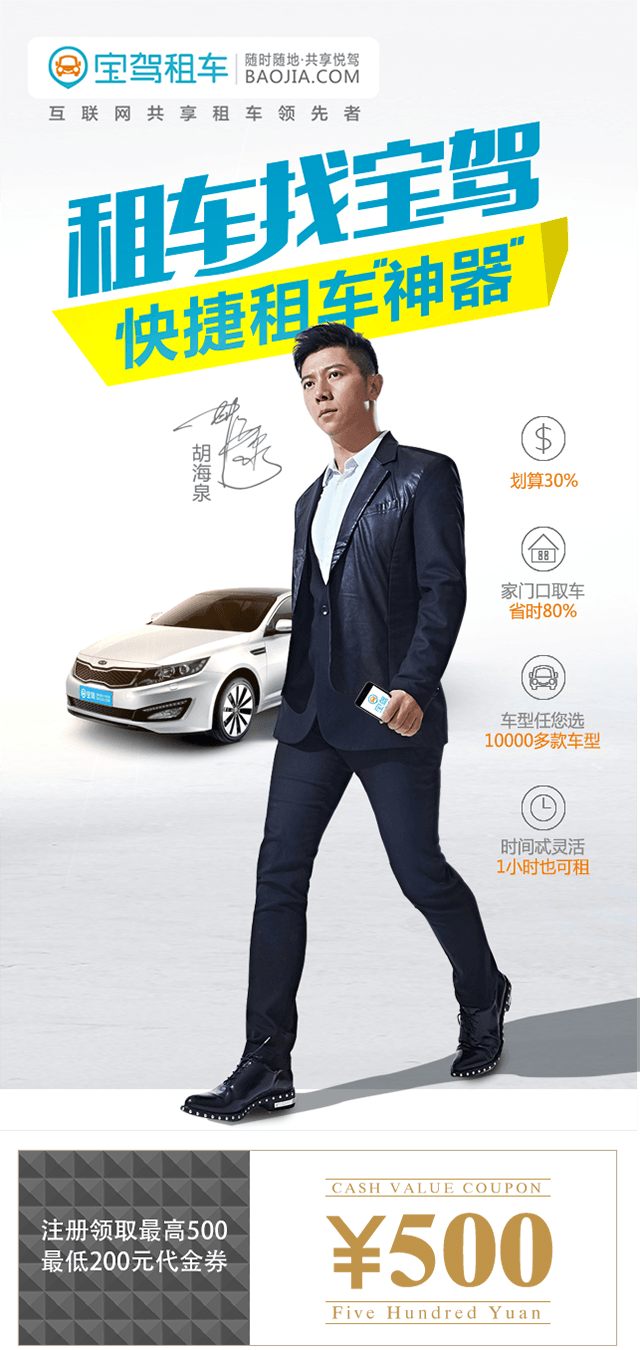 宝驾租车
随时随地·共享悦驾
BAOJIA.COM
互联网共享租车领先者
租车找宝驾
快捷租车"神器"
胡海泉
划算30%
家门口取车
省时80%
宝驾
宝驾
车型任您选
10000多款车型
时间忒灵活
1小时也可租
注册领取最高500
最低200元代金券
CASH VALUE COUPON
¥500
Five Hundred Yuan